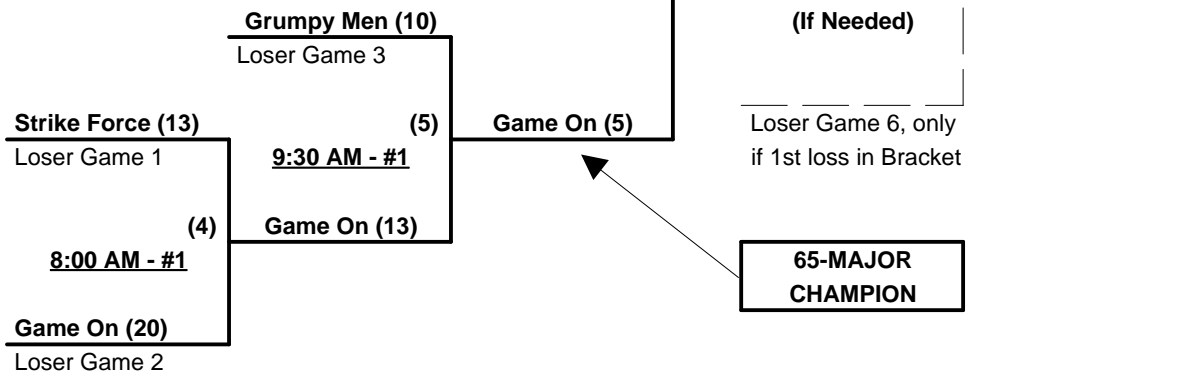 Grumpy Men (10)
Loser Game 3
(If Needed)
Strike Force (13)
Loser Game 1
(5)
9:30 AM - #1
Game On (5)
Loser Game 6, only
if 1st loss in Bracket
(4)
8:00 AM - #1
Game On (13)
65-MAJOR
CHAMPION
Game On (20)
Loser Game 2